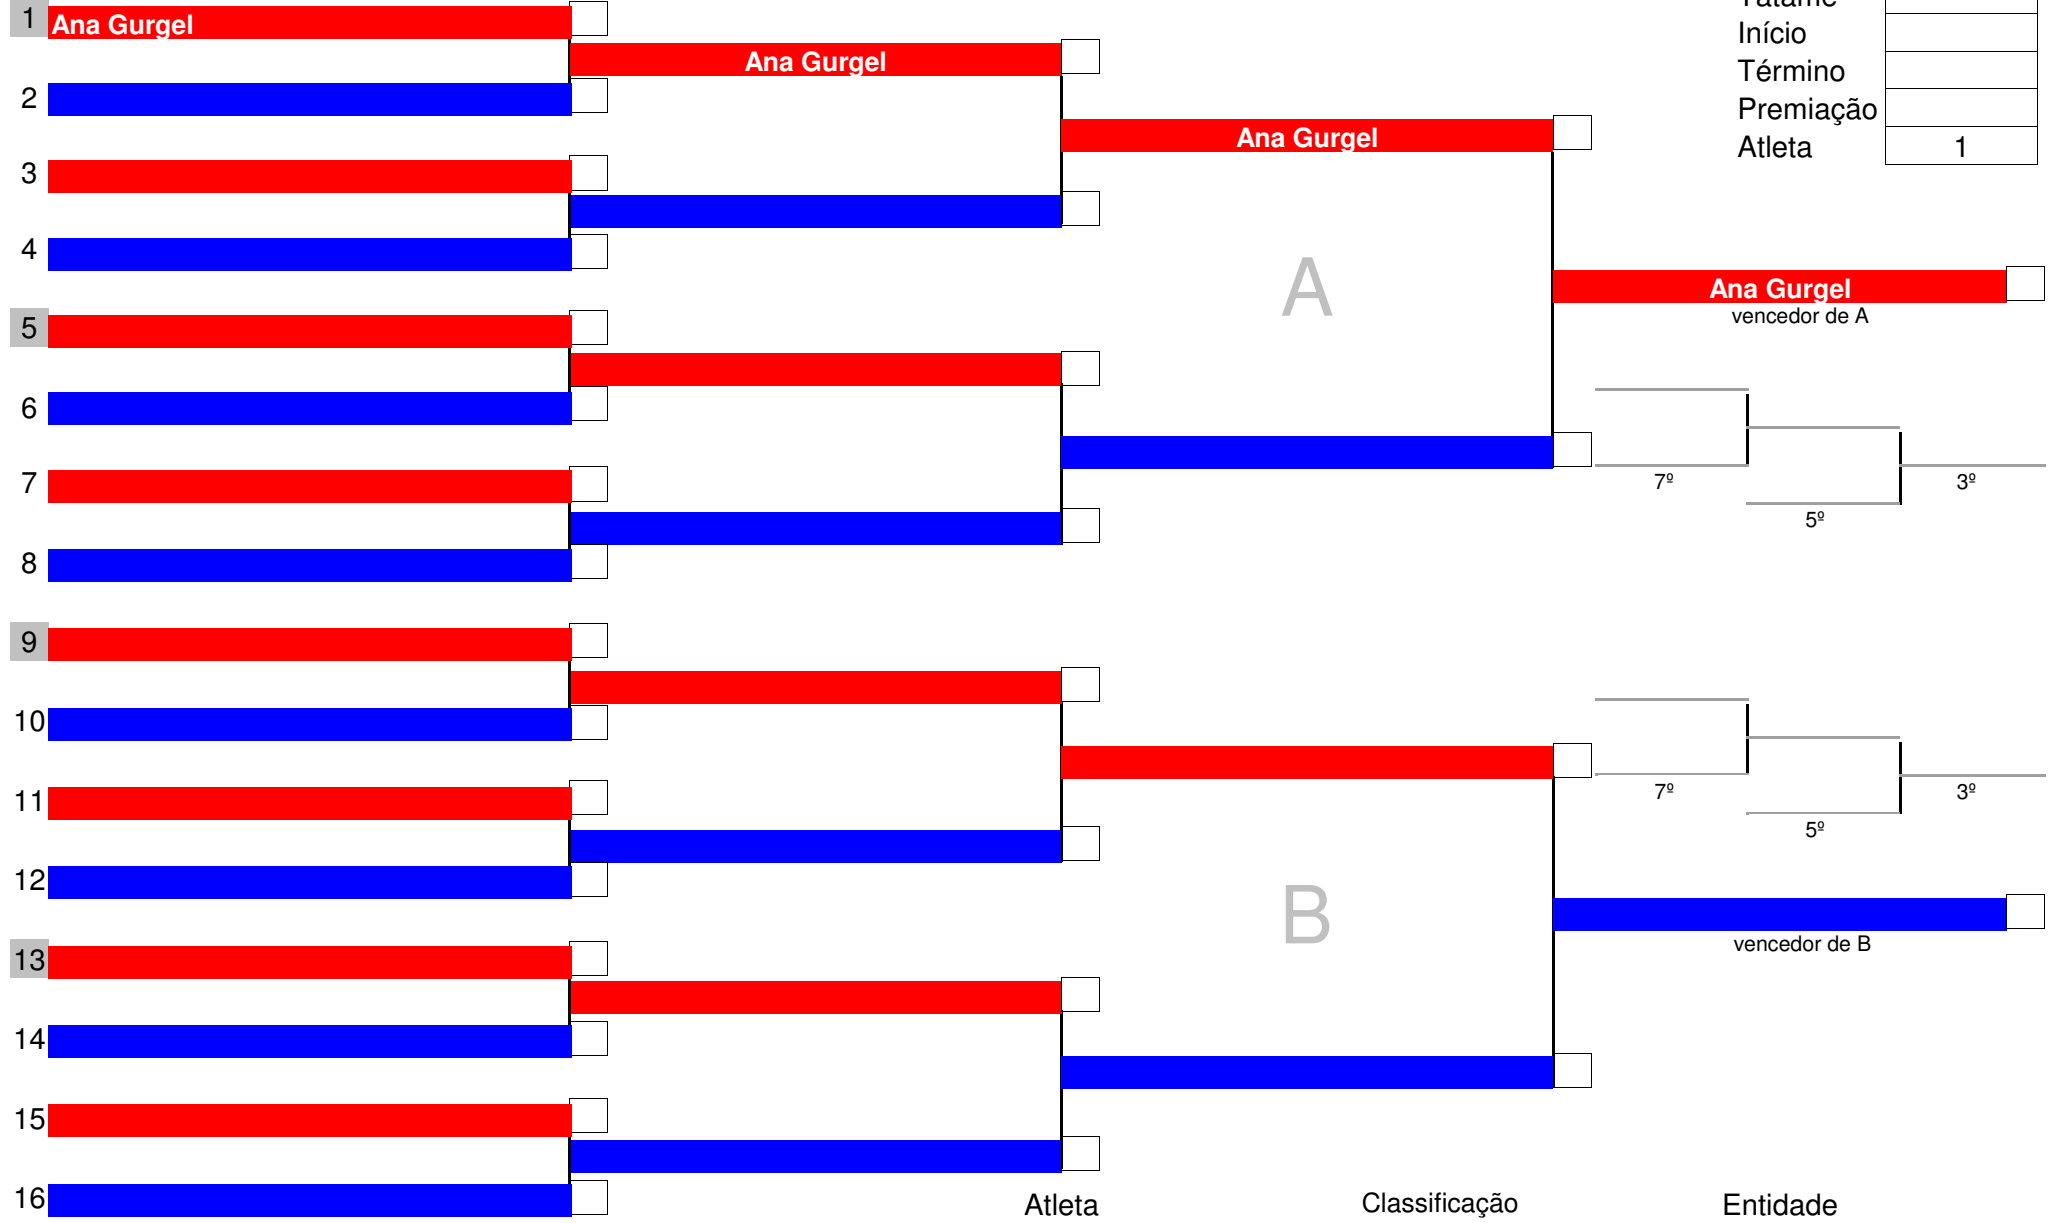 Tatame
1 Ana Gurgel
Início
Ana Gurgel
Término
2
Premiação
Ana Gurgel
Atleta 1
3
4
A
Ana Gurgel
vencedor de A
5
6
7
7º 3º
5º
8
9
10
11
7º 3º
5º
12
B
vencedor de B
13
14
15
16
Atleta Classificação Entidade